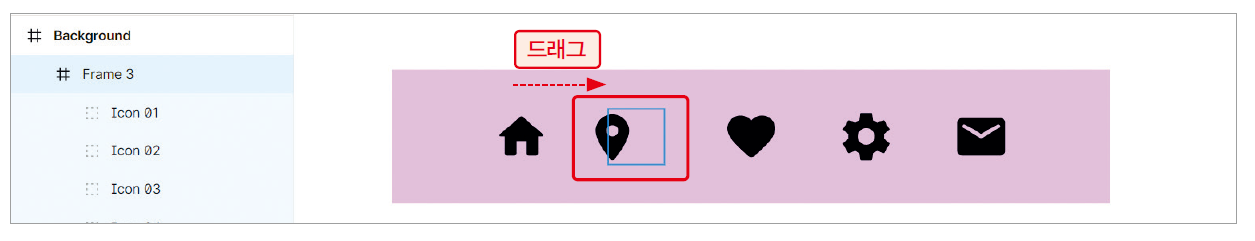 Background
Frame 3
Icon 01
Icon 02
Icon 03
드래그